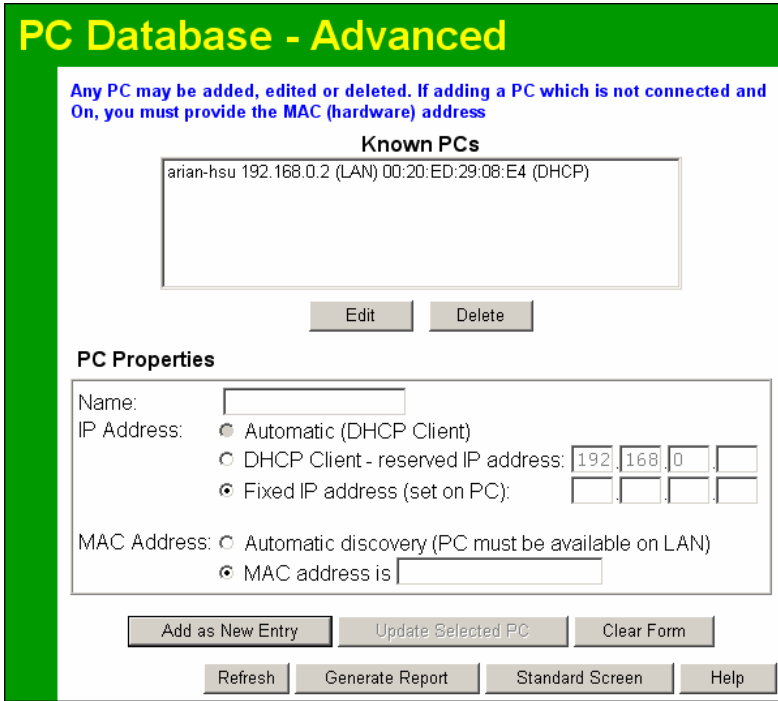 PC Database - Advanced
Any PC may be added, edited or deleted. If adding a PC which is not connected and
On, you must provide the MAC (hardware) address
Known PCs
arian-hsu 192.168.0.2 (LAN) 00:20:ED:29:08:E4 (DHCP)
Edit Delete
PC Properties
Name:
IP Address: Automatic (DHCP Client)
DHCP Client - reserved IP address: 192.168.0.
Fixed IP address (set on PC): . . .
MAC Address: Automatic discovery (PC must be available on LAN)
MAC address is
Add as New Entry Update Selected PC Clear Form
Refresh Generate Report Standard Screen Help